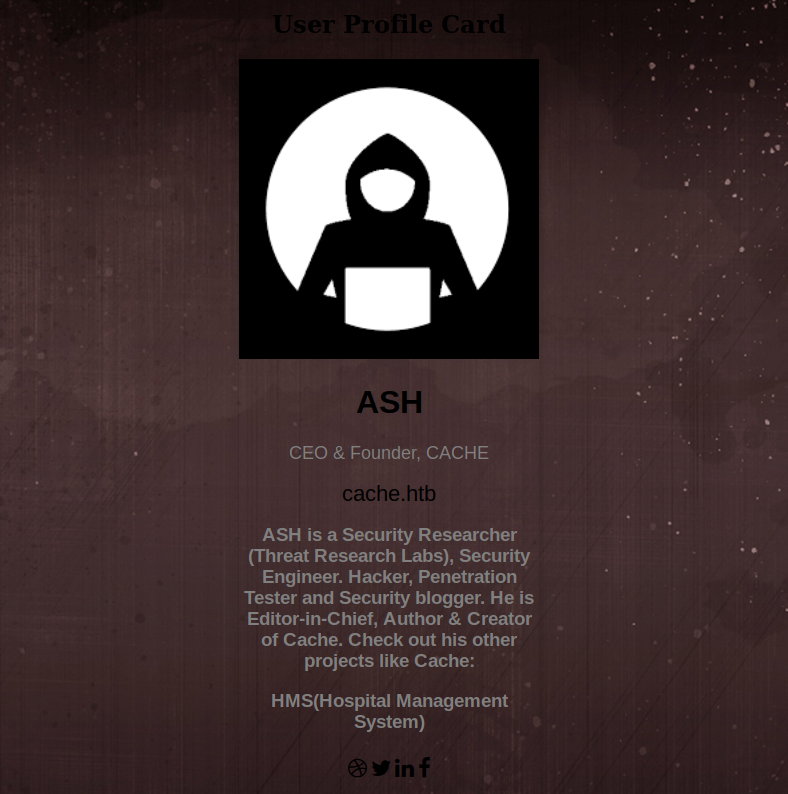 User Profile Card
ASH
CEO & Founder, CACHE
cache.htb
ASH is a Security Researcher
(Threat Research Labs), Security
Engineer. Hacker, Penetration
Tester and Security blogger. He is
Editor-in-Chief, Author & Creator
of Cache. Check out his other
projects like Cache:
HMS(Hospital Management
System)